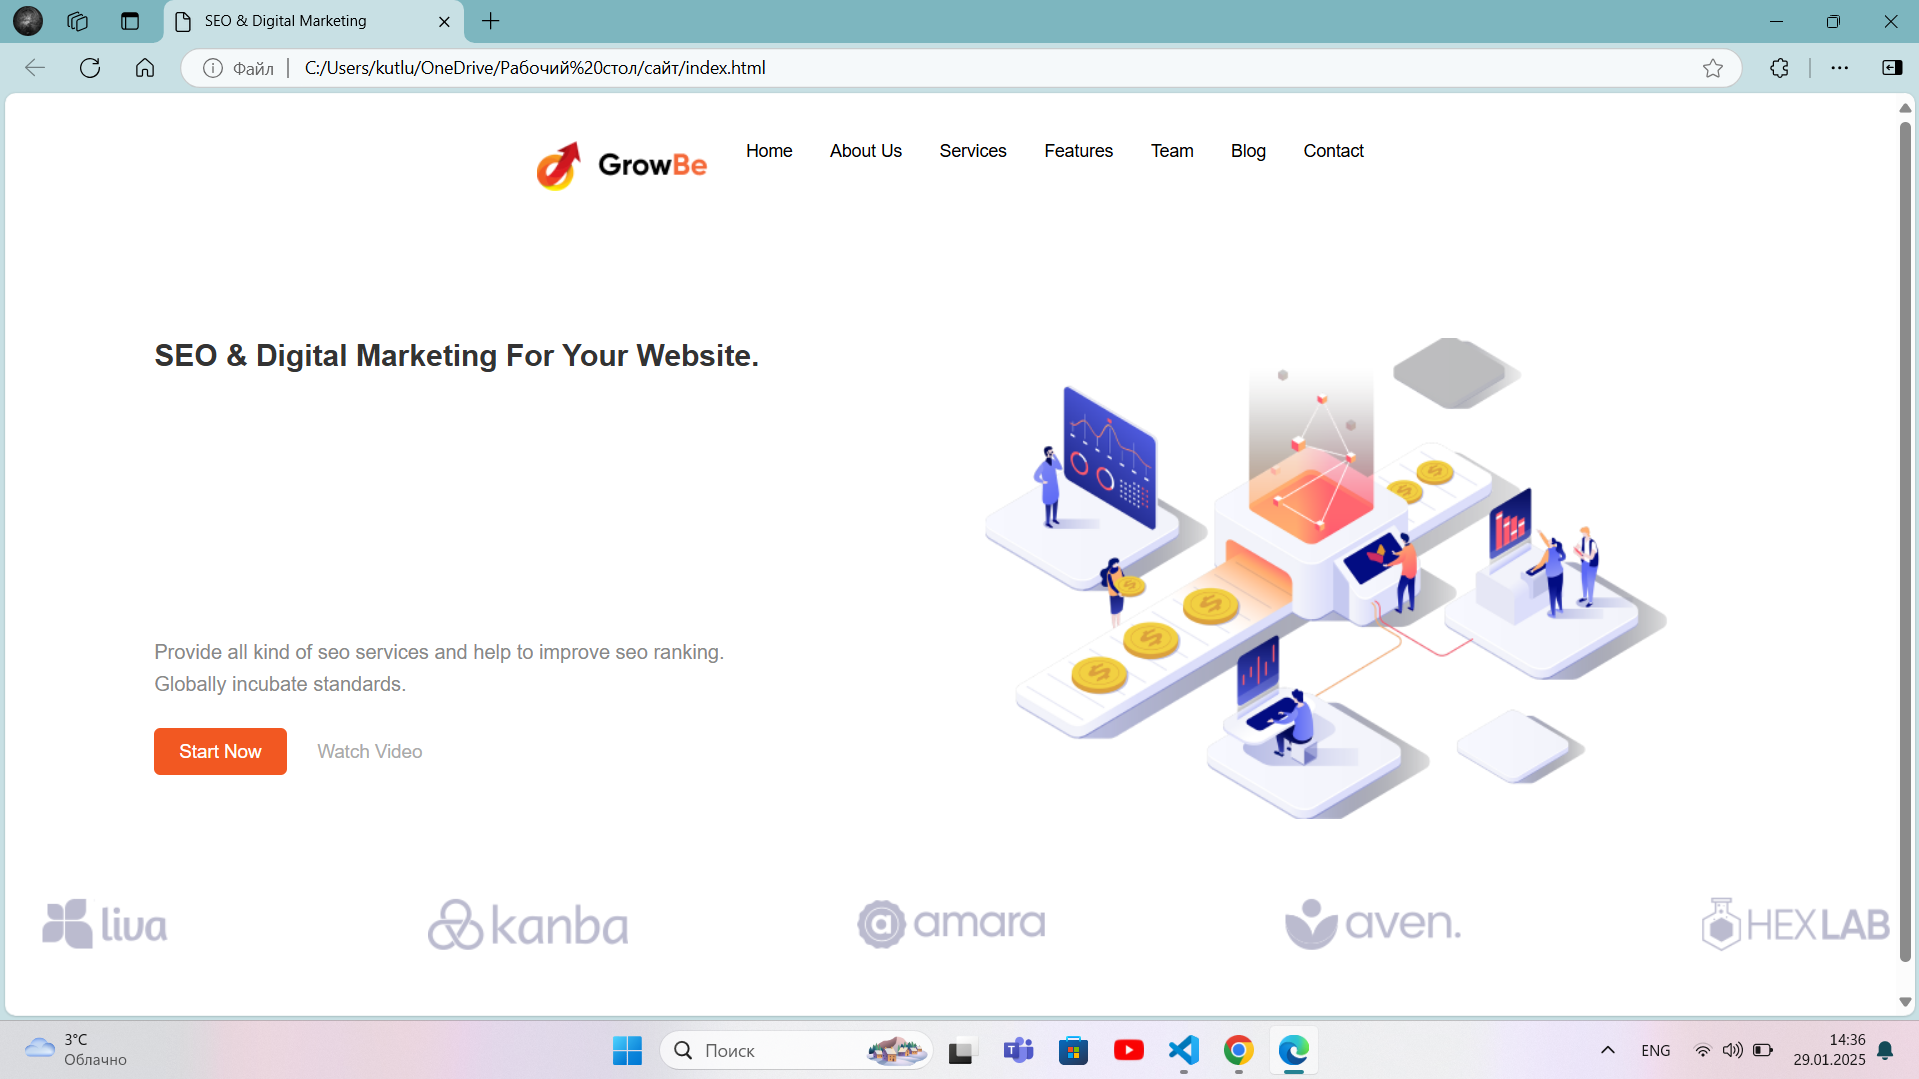 SEO & Digital Marketing
Файл
C:/Users/kutlu/OneDrive/Рабочий%20стол/сайт/index.html
GrowBe
Home About Us Services Features Team Blog Contact
SEO & Digital Marketing For Your Website.
Provide all kind of seo services and help to improve seo ranking.
Globally incubate standards.
Start Now Watch Video
liva kanba amara aven. HEXLAB
3°C
Облачно
Поиск
ENG
14:36
29.01.2025